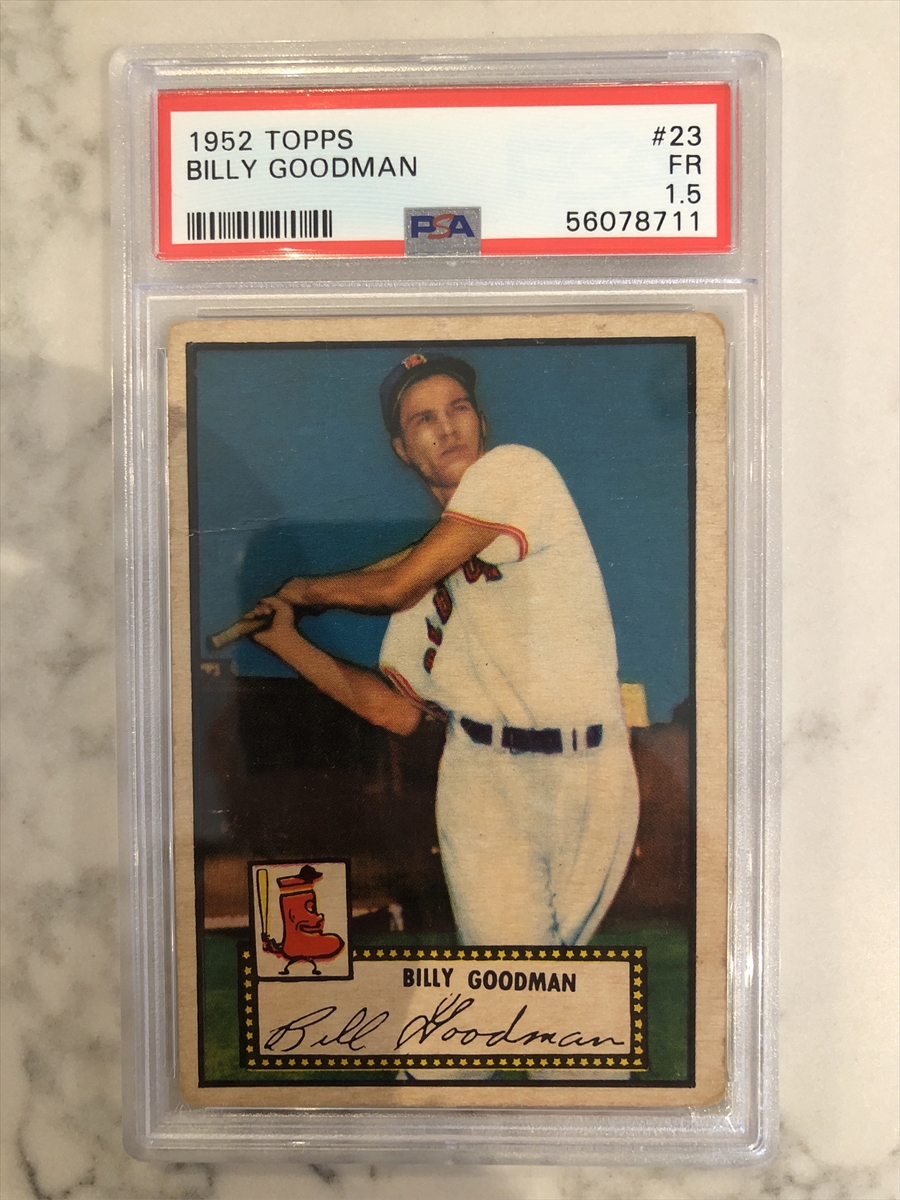 1952 TOPPS #23
BILLY GOODMAN FR
1.5
PSA 56078711
BILLY GOODMAN
Bill Goodman